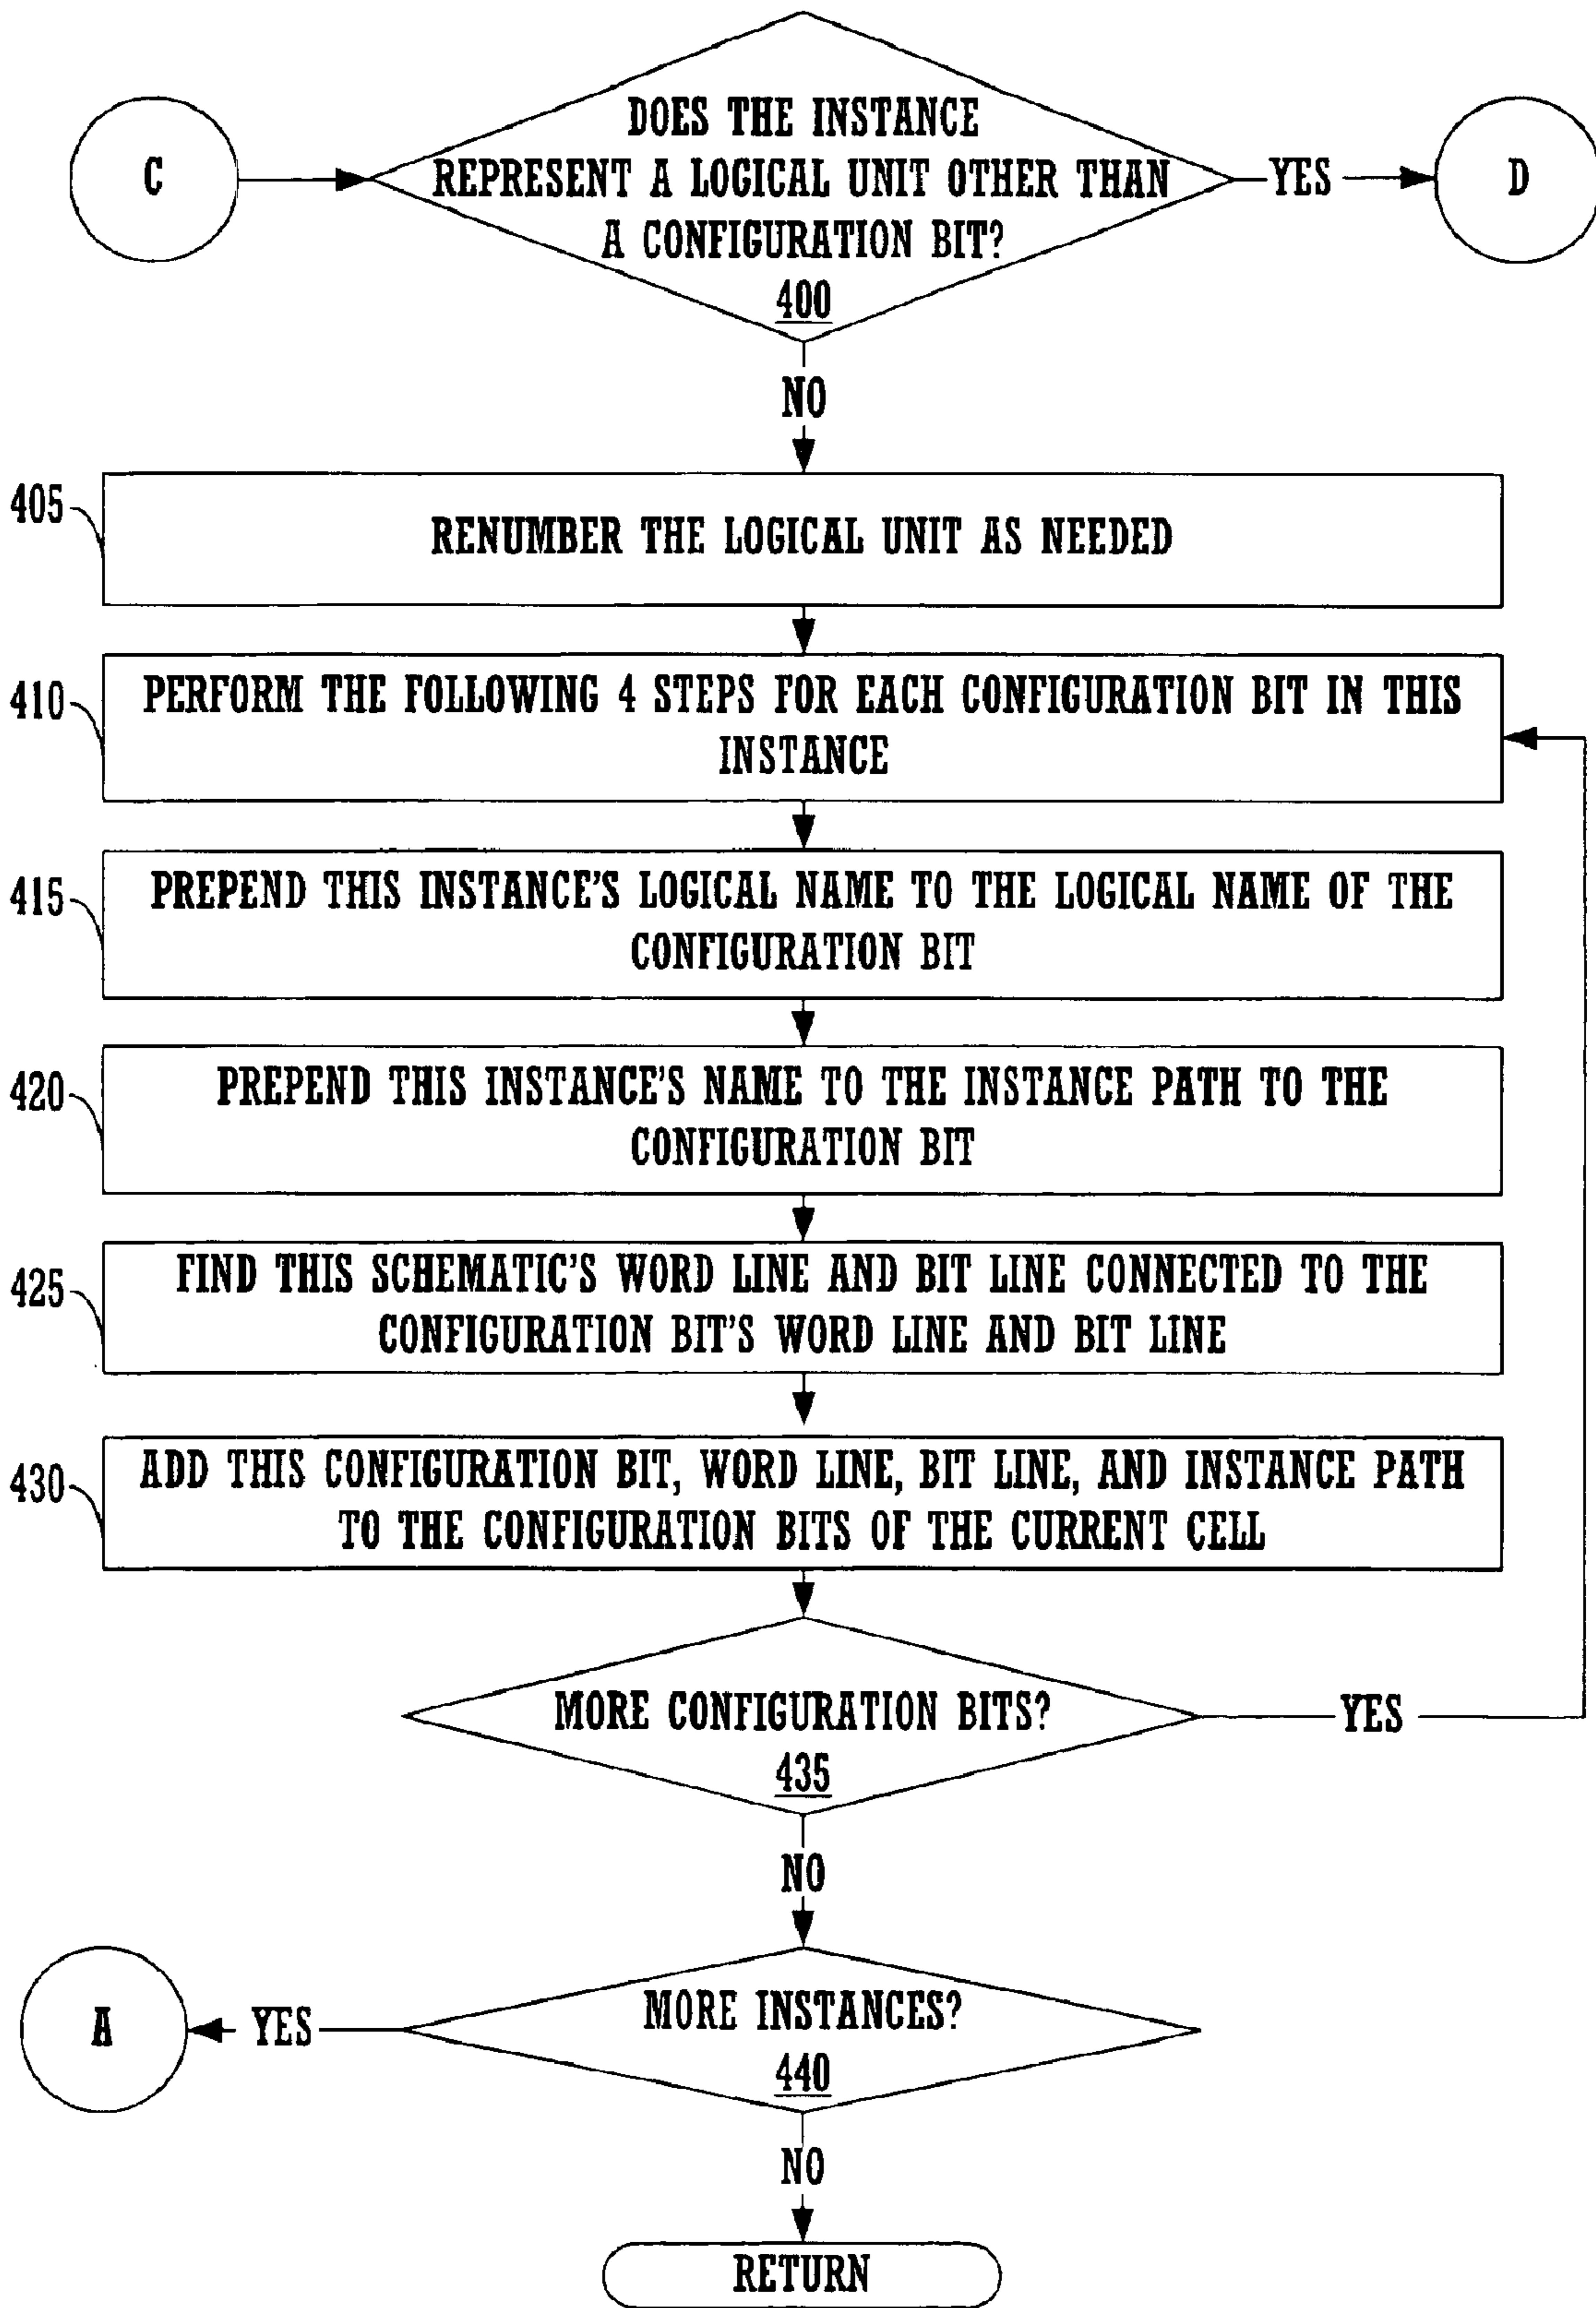 DOES THE INSTANCE
C
REPRESENT A LOGICAL UNIT OTHER THAN
YES
D
A CONFIGURATION BIT?
400
NO
405
RENUMBER THE LOGICAL UNIT AS NEEDED
410
PERFORM THE FOLLOWING 4 STEPS FOR EACH CONFIGURATION BIT IN THIS
INSTANCE
415
PREPEND THIS INSTANCE'S LOGICAL NAME TO THE LOGICAL NAME OF THE
CONFIGURATION BIT
420
PREPEND THIS INSTANCE'S NAME TO THE INSTANCE PATH TO THE
CONFIGURATION BIT
425
FIND THIS SCHEMATIC'S WORD LINE AND BIT LINE CONNECTED TO THE
CONFIGURATION BIT'S WORD LINE AND BIT LINE
430
ADD THIS CONFIGURATION BIT, WORD LINE, BIT LINE, AND INSTANCE PATH
TO THE CONFIGURATION BITS OF THE CURRENT CELL
MORE CONFIGURATION BITS?
YES
435
NO
A
YES
MORE INSTANCES?
440
NO
RETURN